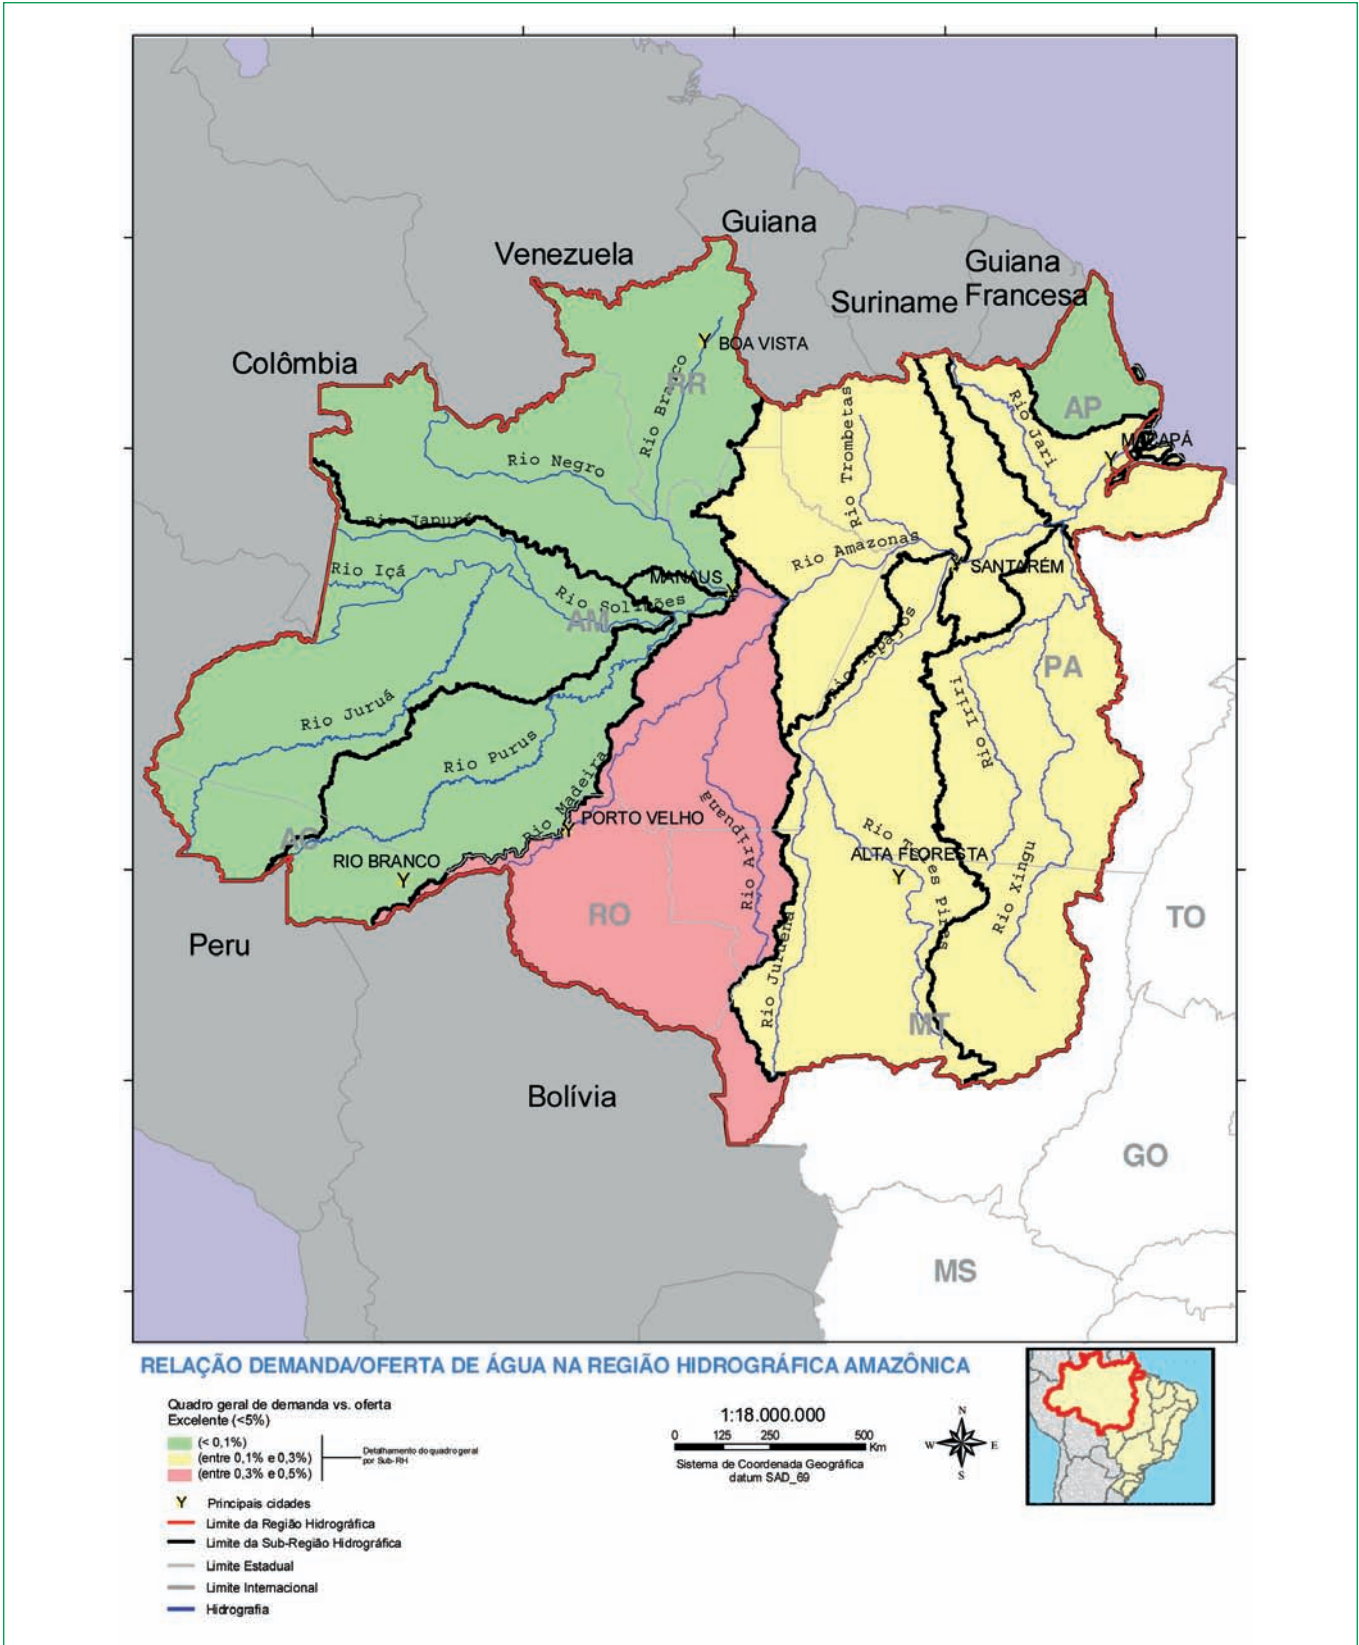 Guiana
Venezuela
Guiana
Francesa
Suriname
Colômbia
BOA VISTA
RR
Rio Branco
AP
MACAPÁ
Rio Jari
Rio Trombetas
Rio Negro
Rio Japurá
Rio Amazonas
Rio Içá
MANAUS
SANTARÉM
Rio Solimões
AM
Rio Tapajós
PA
Rio Juruá
Rio Iriri
Rio Purus
Rio Madeira
PORTO VELHO
Rio Aripuanã
AC
RIO BRANCO
Rio Teles Pires
ALTA FLORESTA
Rio Xingu
RO
TO
Peru
Rio Juruena
MT
Bolívia
GO
MS
RELAÇÃO DEMANDA/OFERTA DE ÁGUA NA REGIÃO HIDROGRÁFICA AMAZÔNICA
Quadro geral de demanda vs. oferta
Excelente (<5%)
(< 0,1%)
(entre 0,1% e 0,3%)
(entre 0,3% e 0,5%)
Detalhamento do quadro geral
por Sub-RH
Y Principais cidades
Limite da Região Hidrográfica
Limite da Sub-Região Hidrográfica
Limite Estadual
Limite Internacional
Hidrografia
1:18.000.000
0 125 250 500
Km
Sistema de Coordenada Geográfica
datum SAD_69
N
W E
S